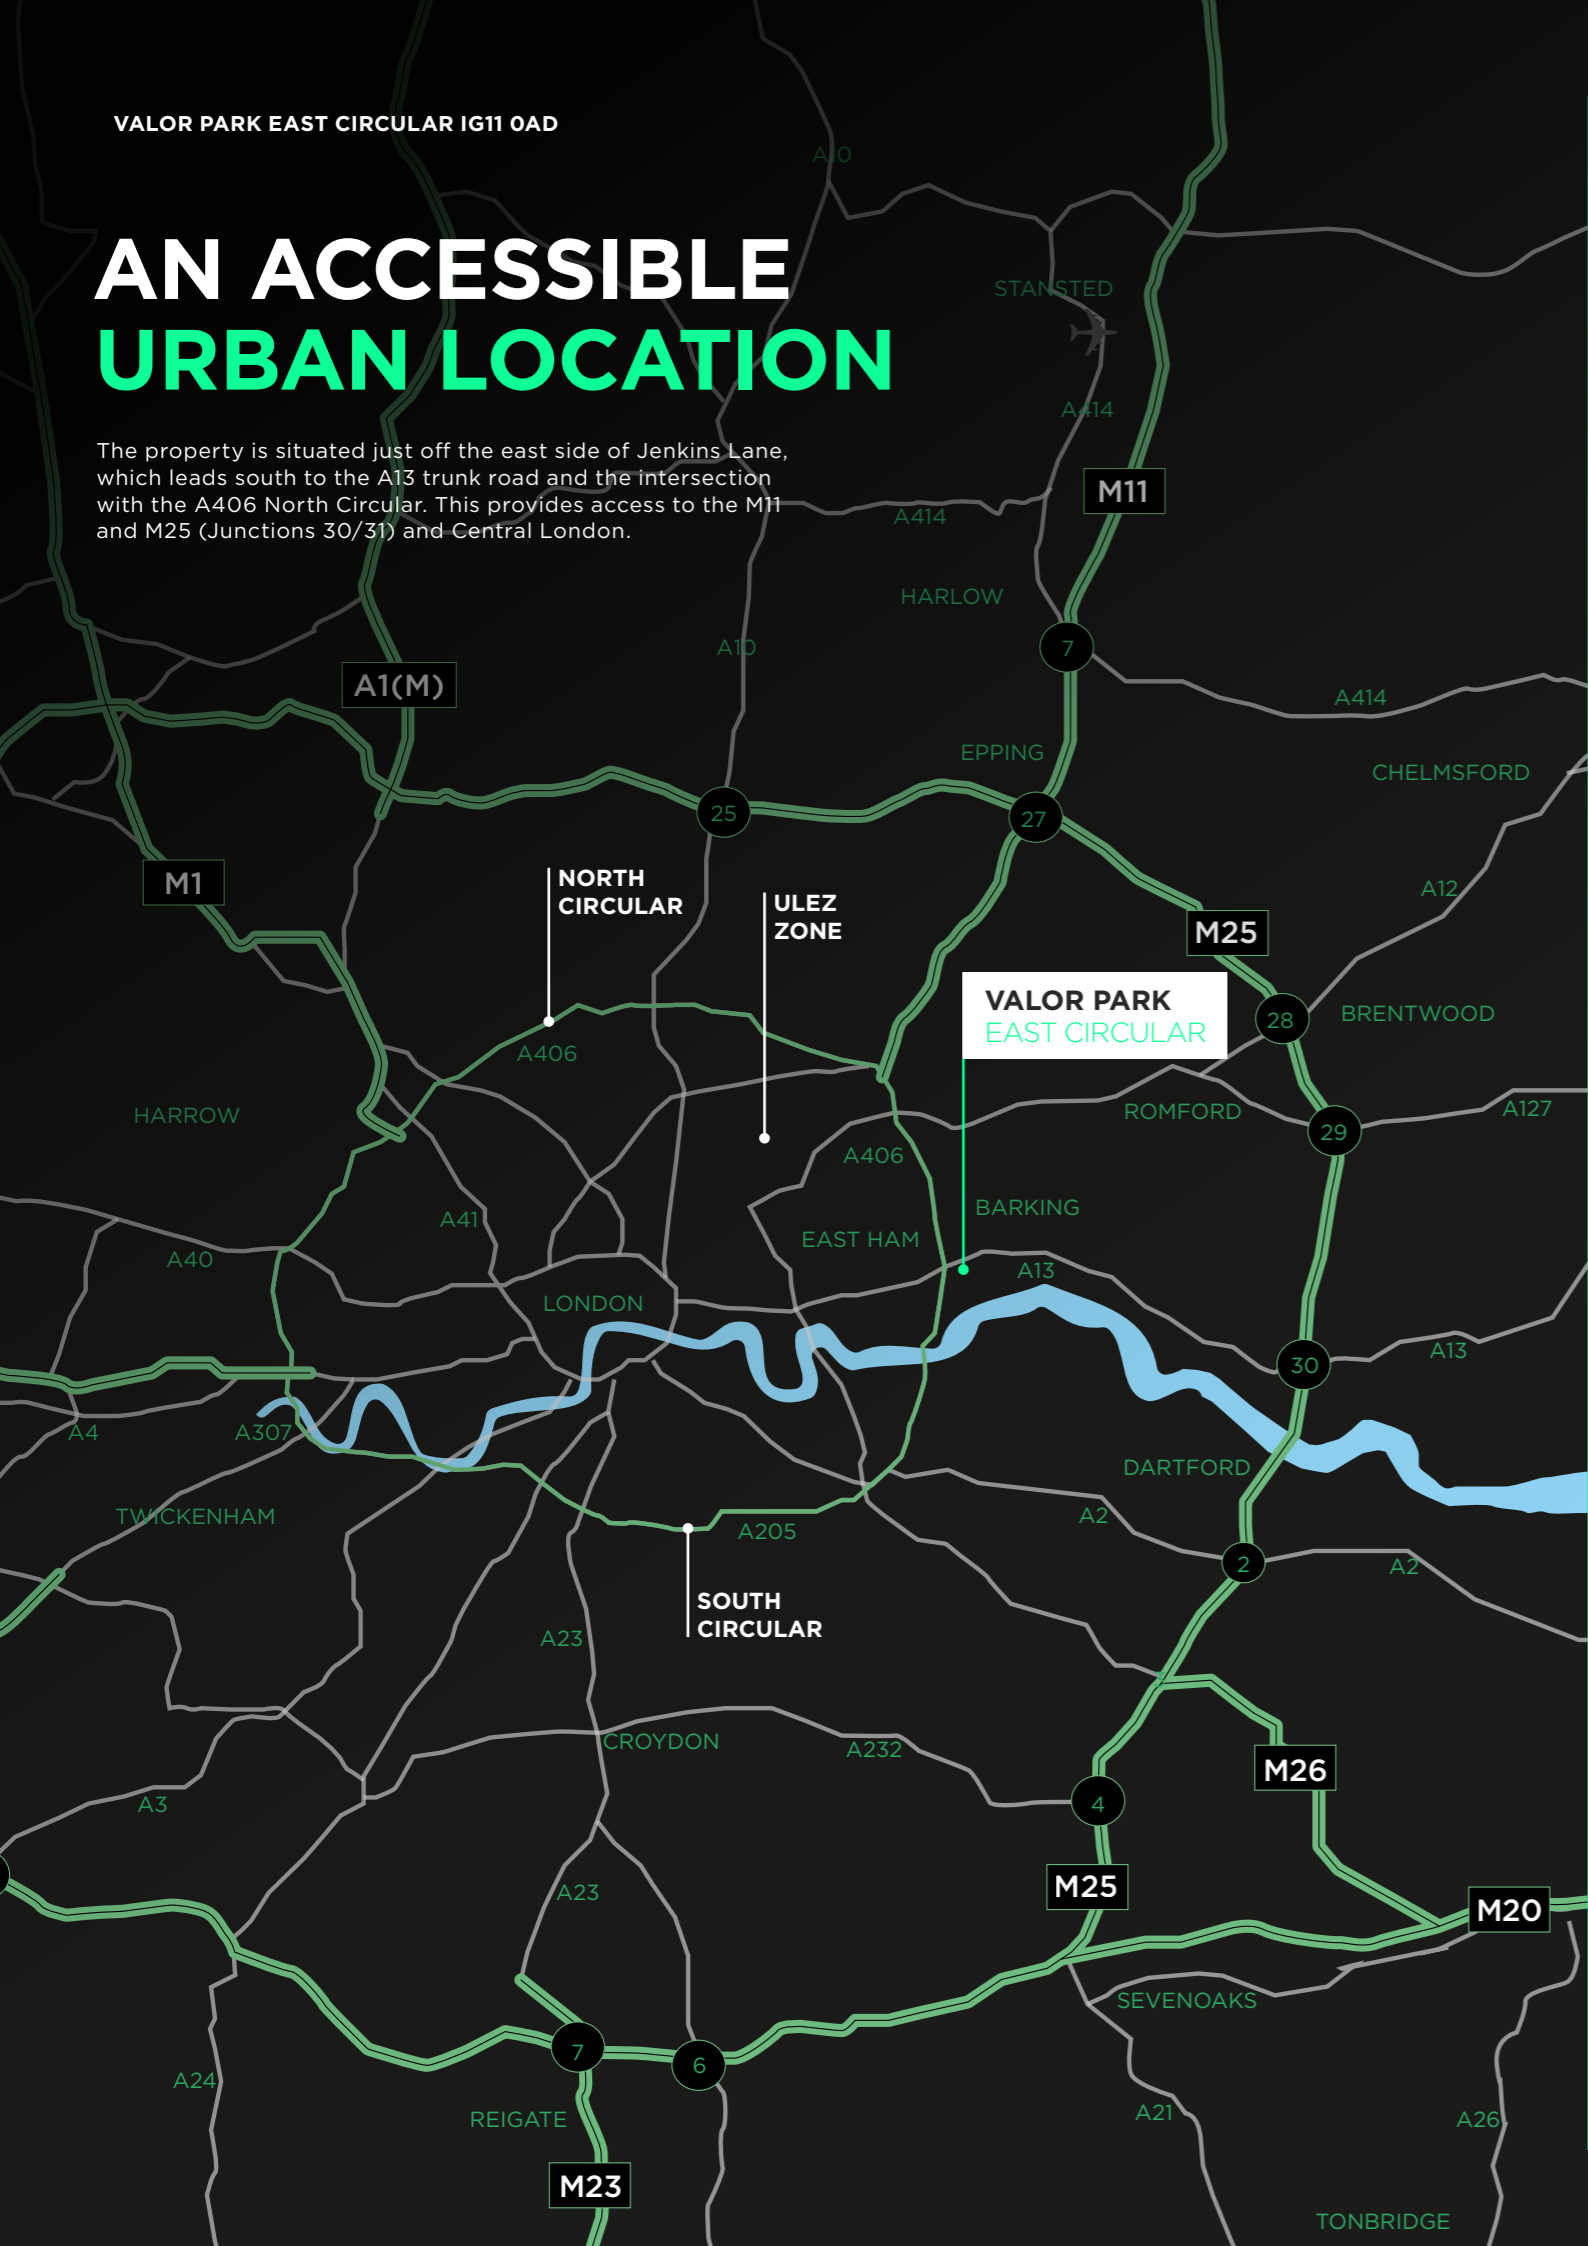 VALOR PARK EAST CIRCULAR IG11 0AD
AN ACCESSIBLE
URBAN LOCATION
The property is situated just off the east side of Jenkins Lane,
which leads south to the A13 trunk road and the intersection
with the A406 North Circular. This provides access to the M11
and M25 (Junctions 30/31) and Central London.
A10
STANSTED
A414
M11
A414
HARLOW
A10
7
A1(M)
A414
EPPING
CHELMSFORD
25
27
M1
NORTH
CIRCULAR
ULEZ
ZONE
A12
M25
VALOR PARK
EAST CIRCULAR
28
BRENTWOOD
A406
HARROW
ROMFORD
A127
29
A406
BARKING
A41
EAST HAM
A40
A13
LONDON
A13
30
A4
A307
DARTFORD
TWICKENHAM
A205
A2
2
A2
SOUTH
CIRCULAR
A23
CROYDON
A232
M26
A3
4
M25
A23
M20
SEVENOAKS
7
6
A24
REIGATE
A21
A26
M23
TONBRIDGE